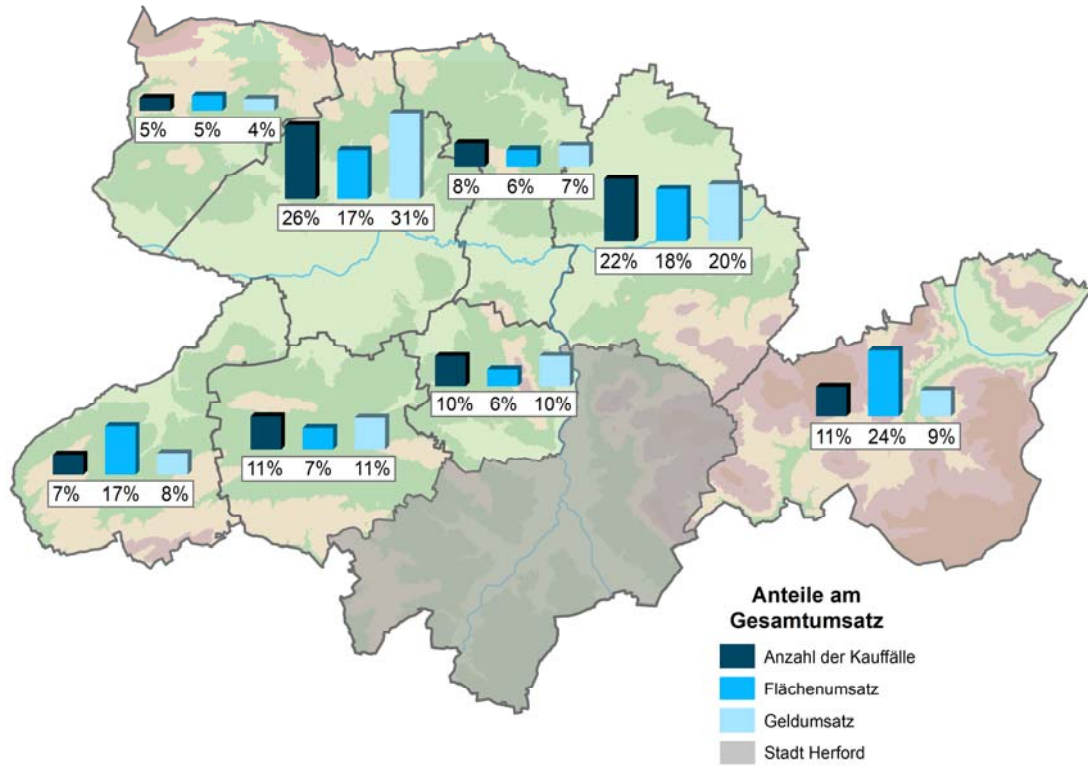 5% 5% 4%
26% 17% 31%
8% 6% 7%
22% 18% 20%
10% 6% 10%
11% 24% 9%
11% 7% 11%
7% 17% 8%
Anteile am
Gesamtumsatz
Anzahl der Kauffälle
Flächenumsatz
Geldumsatz
Stadt Herford